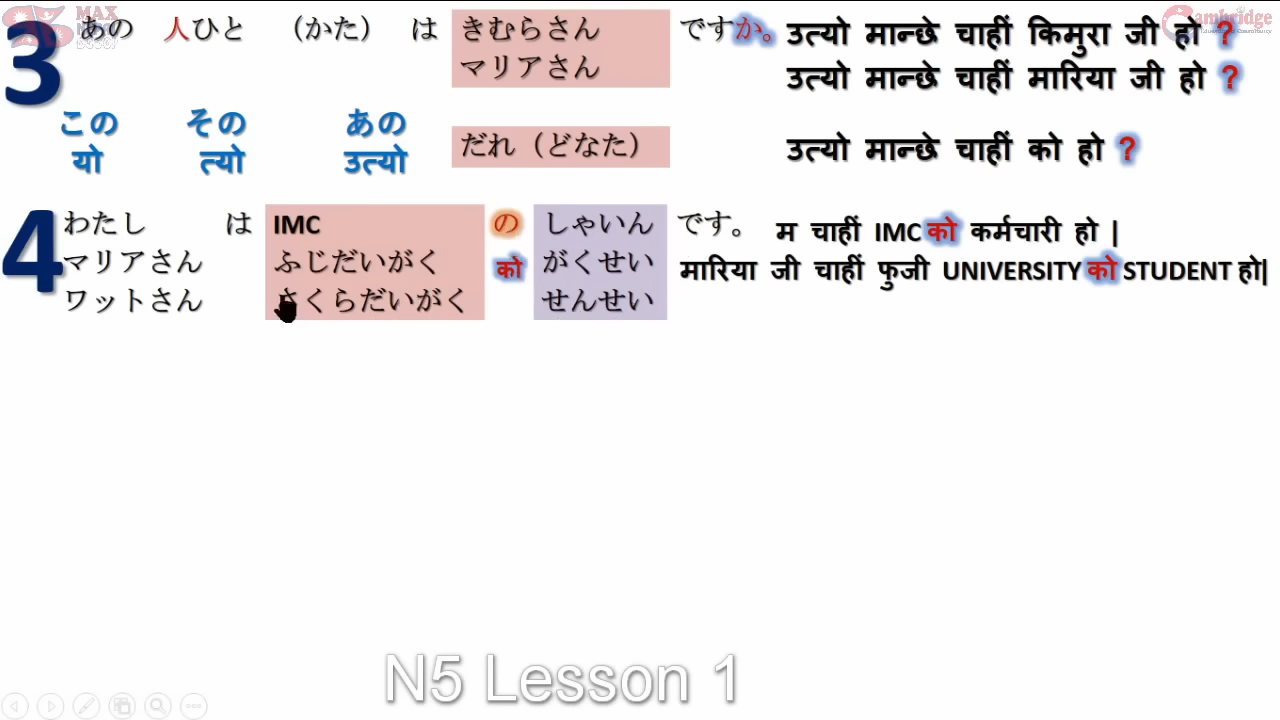 MAX
3 あの 人ひと （かた） は きむらさん ですか。 उत्यो मान्छे चाहीं किमुरा जी हो ?
マリアさん उत्यो मान्छे चाहीं मारिया जी हो ?
この その あの
यो त्यो उत्यो
だれ（どなた） उत्यो मान्छे चाहीं को हो ?
4 わたし は IMC の しゃいん です。 म चाहीं IMC को कर्मचारी हो |
マリアさん ふじだいがく को がくせい मारिया जी चाहीं फुजी UNIVERSITY को STUDENT हो|
ワットさん さくらだいがく せんせい
N5 Lesson 1